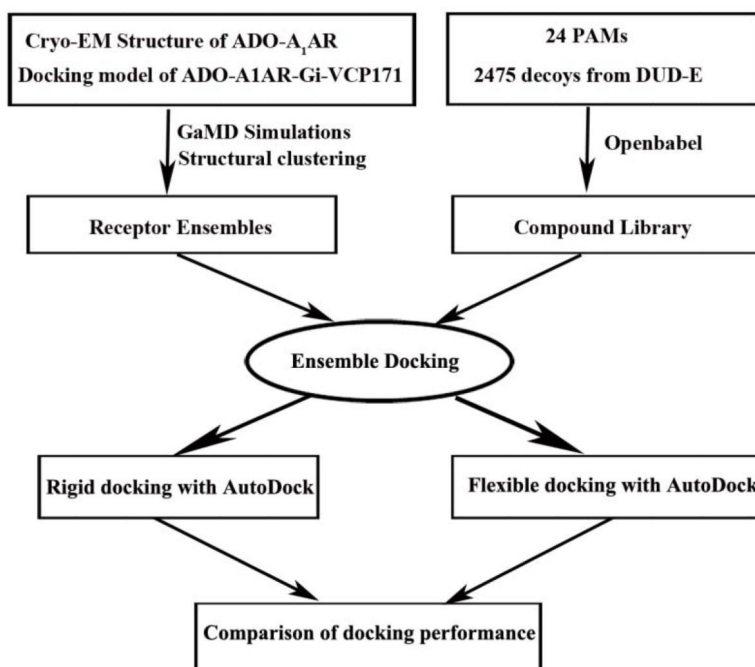 Cryo-EM Structure of ADO-A₁AR
Docking model of ADO-A1AR-Gi-VCP171
24 PAMs
2475 decoys from DUD-E
GaMD Simulations
Structural clustering
Openbabel
Receptor Ensembles
Compound Library
Ensemble Docking
Rigid docking with AutoDock
Flexible docking with AutoDock
Comparison of docking performance